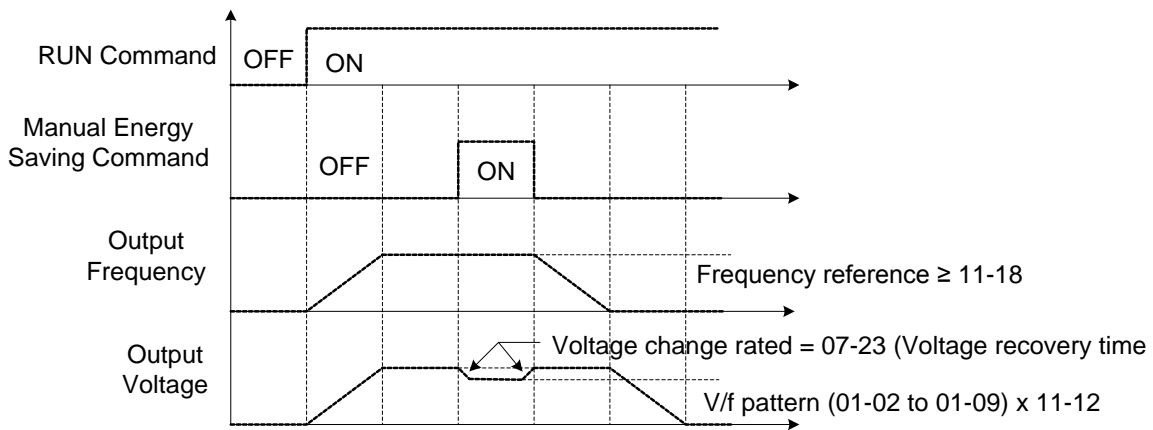 RUN Command
OFF
ON
Manual Energy
Saving Command
OFF
ON
Output
Frequency
Frequency reference ≥ 11-18
Output
Voltage
Voltage change rated = 07-23 (Voltage recovery time
V/f pattern (01-02 to 01-09) x 11-12